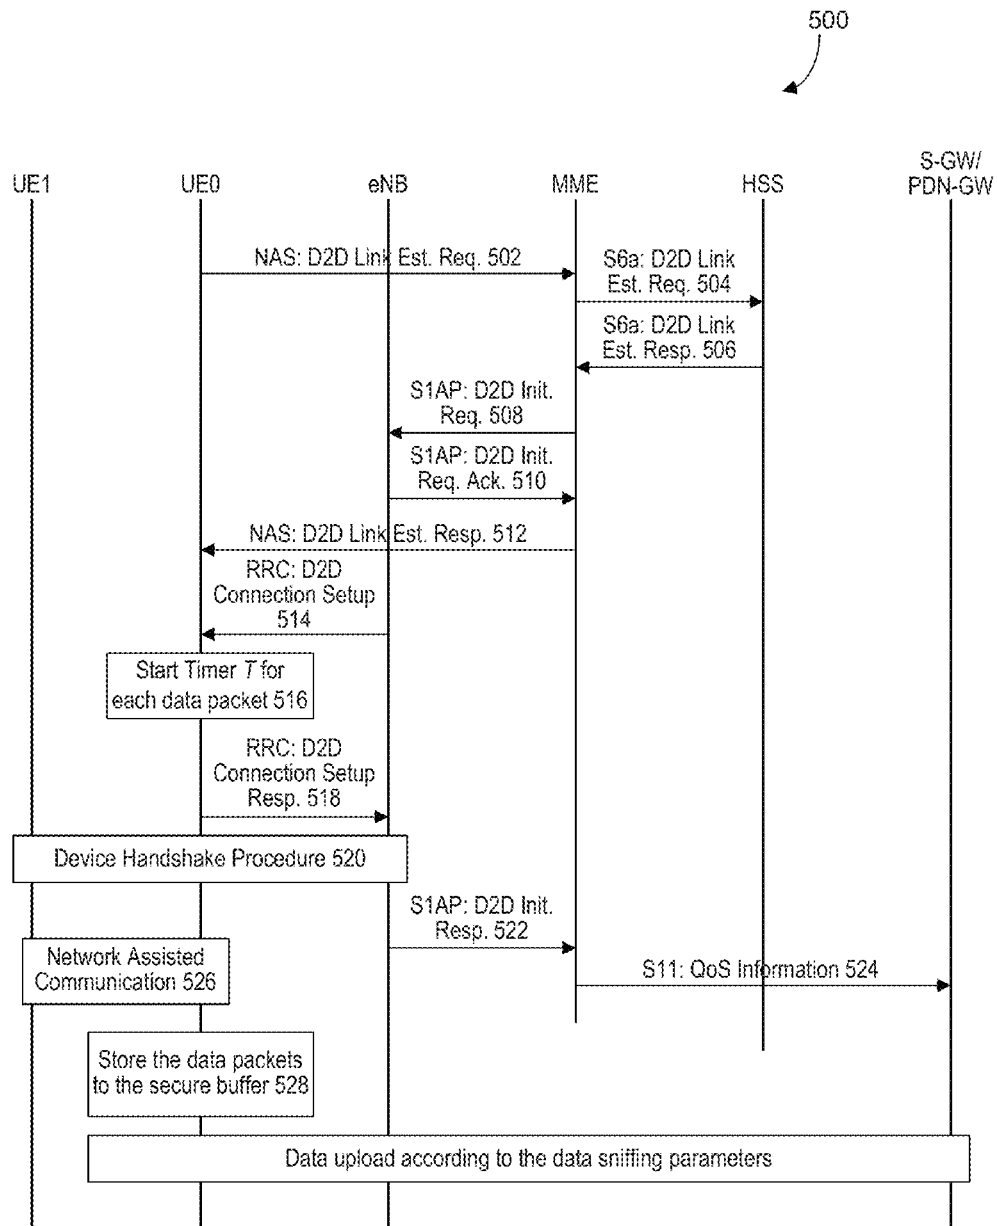 500
S-GW/
UE1 UE0 eNB MME HSS PDN-GW
NAS: D2D Link Est. Req. 502
S6a: D2D Link
Est. Req. 504
S6a: D2D Link
Est. Resp. 506
S1AP: D2D Init.
Req. 508
S1AP: D2D Init.
Req. Ack. 510
NAS: D2D Link Est. Resp. 512
RRC: D2D
Connection Setup
514
Start Timer T for
each data packet 516
RRC: D2D
Connection Setup
Resp. 518
Device Handshake Procedure 520
S1AP: D2D Init.
Resp. 522
Network Assisted
Communication 526
S11: QoS Information 524
Store the data packets
to the secure buffer 528
Data upload according to the data sniffing parameters